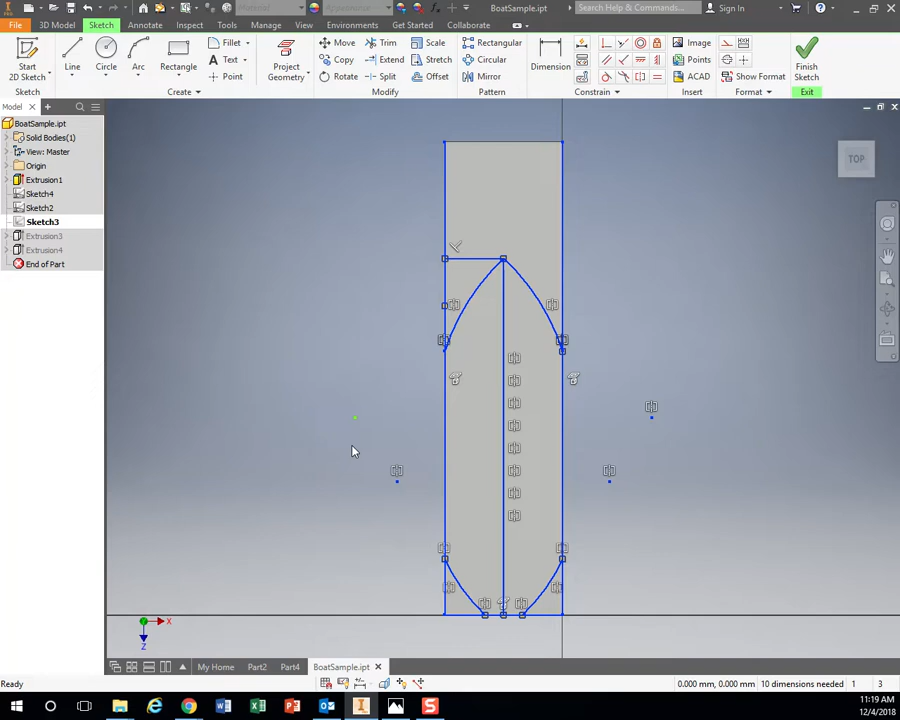 Material Appearance BoatSample.ipt Search Help & Commands... Sign In
PRO
File 3D Model Sketch Annotate Inspect Tools Manage View Environments Get Started Collaborate
Start 2D Sketch Line Circle Arc Rectangle Fillet Text Point Project Geometry Move Copy Rotate Trim Extend Split Scale Stretch Offset Rectangular Circular Mirror Dimension Image Points ACAD Show Format Finish Sketch
Sketch Create Modify Pattern Constrain Insert Format Exit
Model
BoatSample.ipt
Solid Bodies(1)
View: Master
Origin
Extrusion1
Sketch4
Sketch2
Sketch3
Extrusion3
Extrusion4
End of Part
TOP
X
Z
My Home Part2 Part4 BoatSample.ipt
Ready 0.000 mm, 0.000 mm 10 dimensions needed 1 3
11:19 AM
12/4/2018